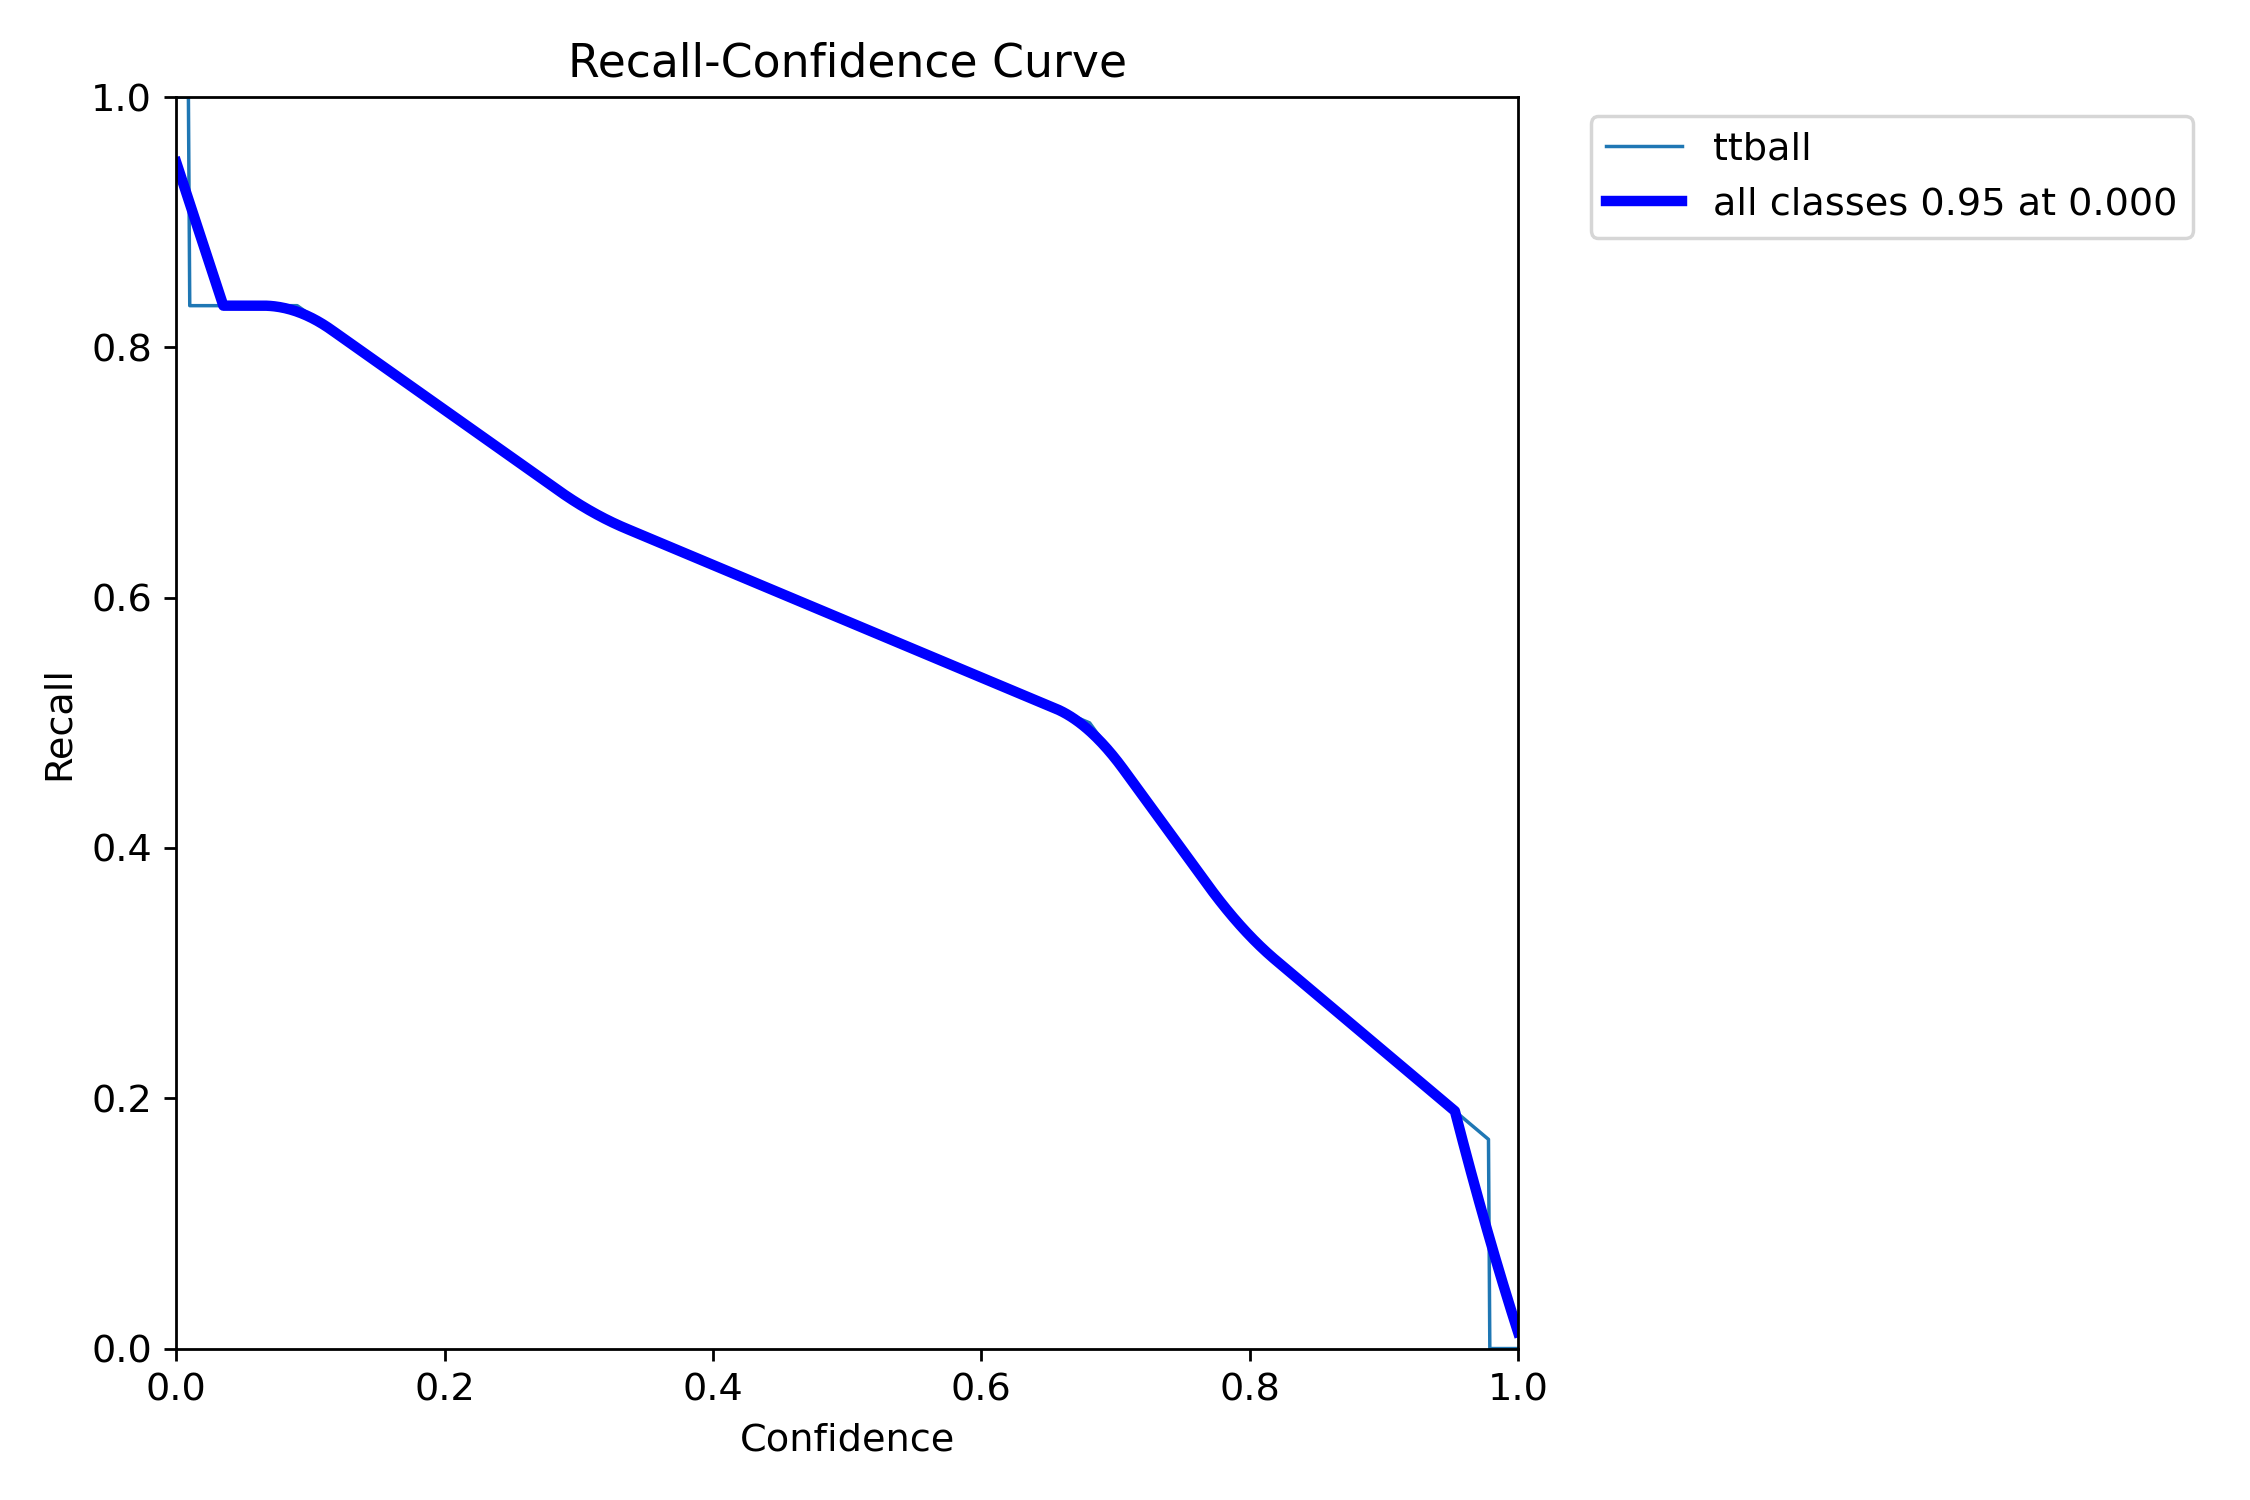 Recall-Confidence Curve
1.0
0.8
0.6
0.4
0.2
0.0
Recall
0.0 0.2 0.4 0.6 0.8 1.0
Confidence
ttball
all classes 0.95 at 0.000